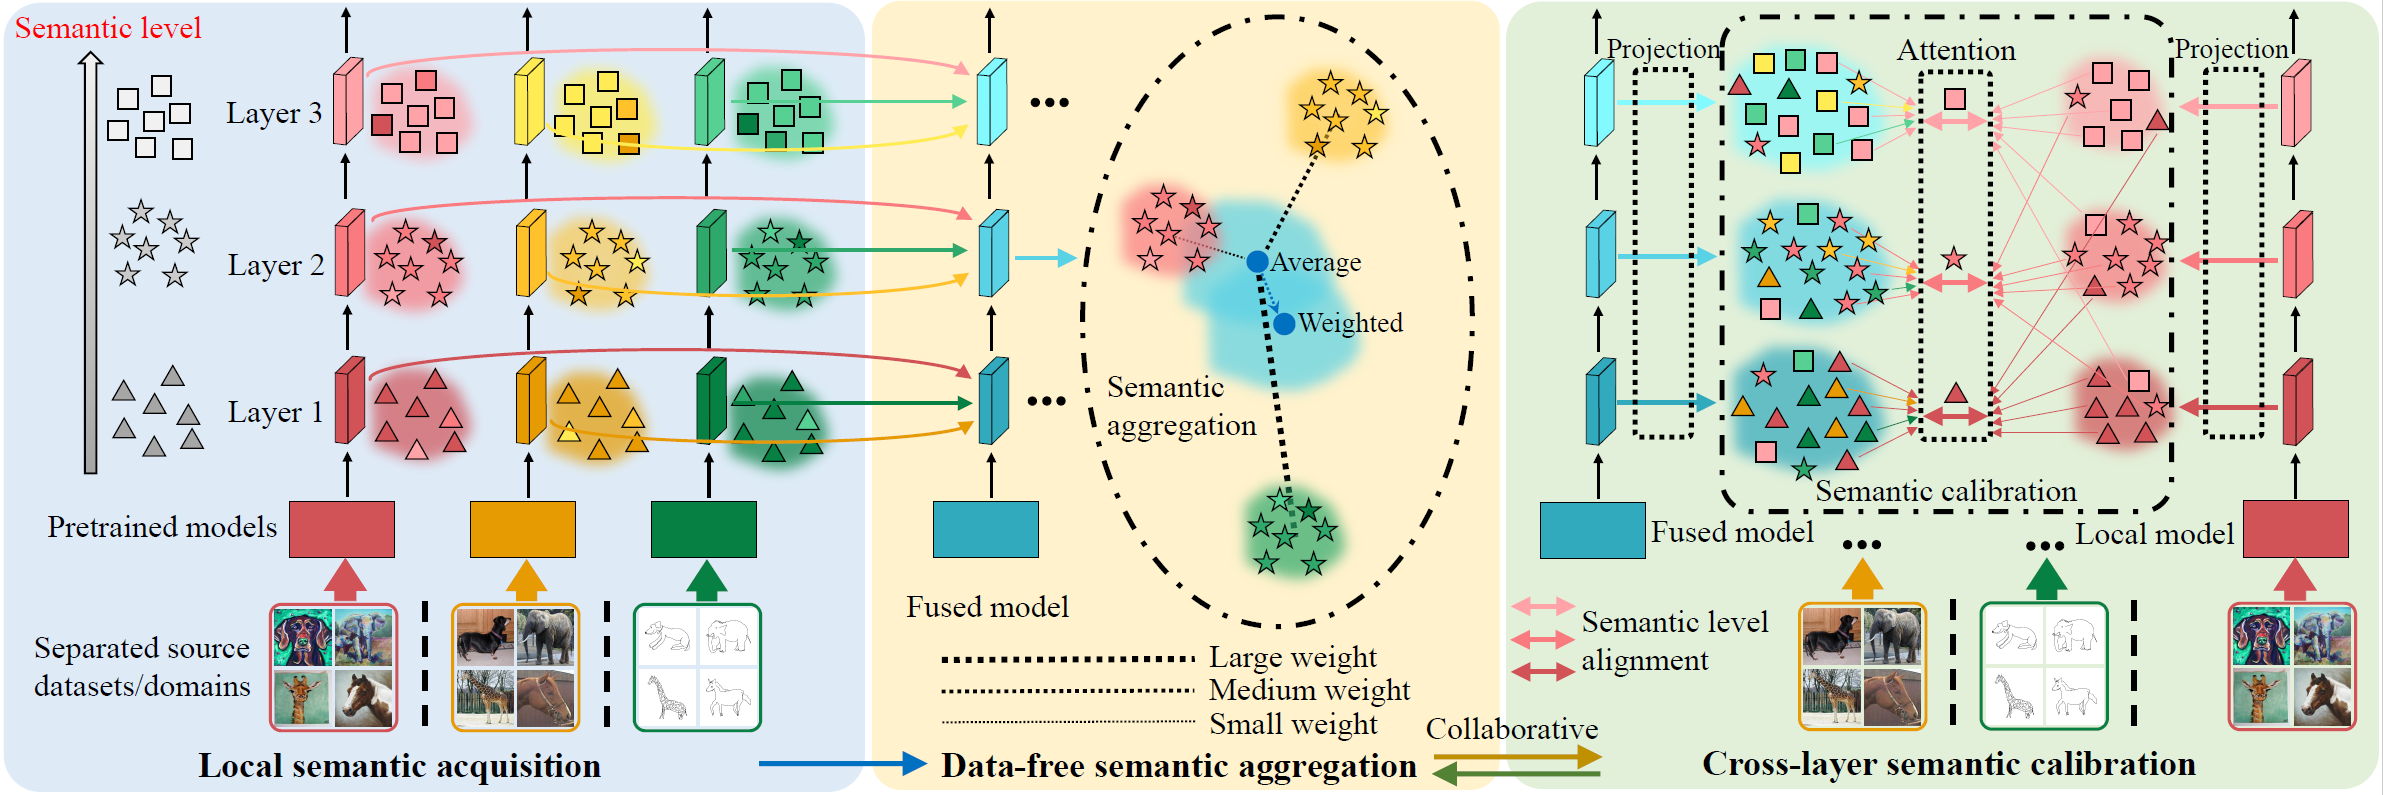 Semantic level
Layer 3
Layer 2
Layer 1
Pretrained models
Separated source
datasets/domains
Local semantic acquisition
Average
Weighted
Semantic
aggregation
Fused model
Large weight
Medium weight
Small weight
Data-free semantic aggregation
Collaborative
Projection
Attention
Projection
Semantic calibration
Fused model
Local model
Semantic level
alignment
Cross-layer semantic calibration